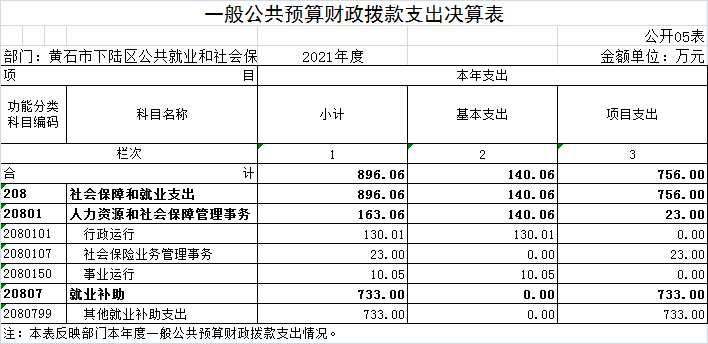 一般公共预算财政拨款支出决算表
公开05表
部门：黄石市下陆区公共就业和社会保 2021年度 金额单位：万元
项 目 本年支出
功能分类科目编码 科目名称 小计 基本支出 项目支出
栏次 1 2 3
合 计 896.06 140.06 756.00
208 社会保障和就业支出 896.06 140.06 756.00
20801 人力资源和社会保障管理事务 163.06 140.06 23.00
2080101 行政运行 130.01 130.01 0.00
2080107 社会保险业务管理事务 23.00 0.00 23.00
2080150 事业运行 10.05 10.05 0.00
20807 就业补助 733.00 0.00 733.00
2080799 其他就业补助支出 733.00 0.00 733.00
注：本表反映部门本年度一般公共预算财政拨款支出情况。